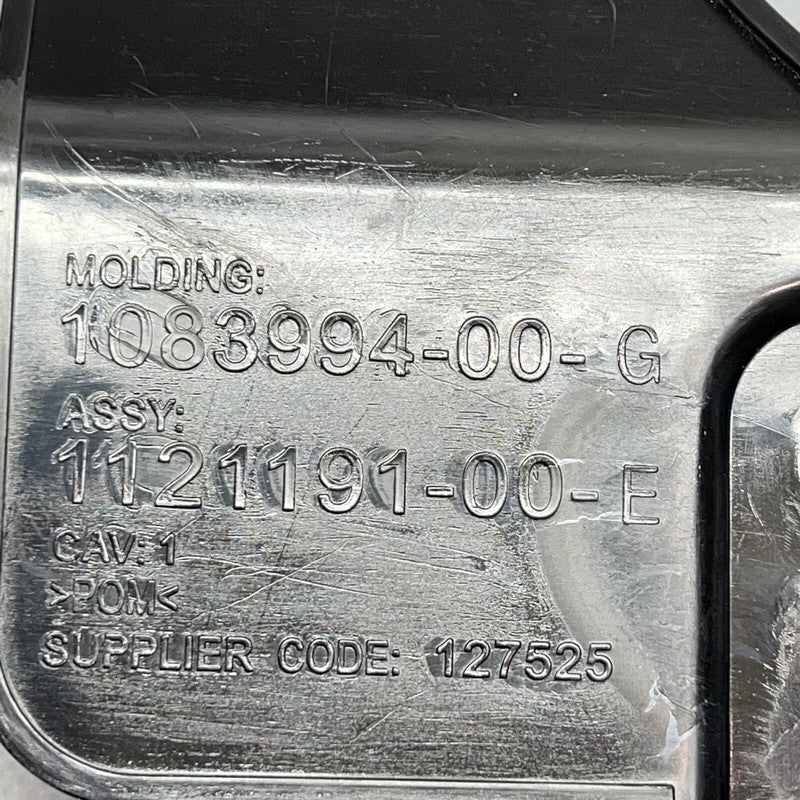 MOLDING:
1083994-00- G
ASSY:
1121191-00-E
CAV: 1
>POM<
SUPPLIER CODE: 127525